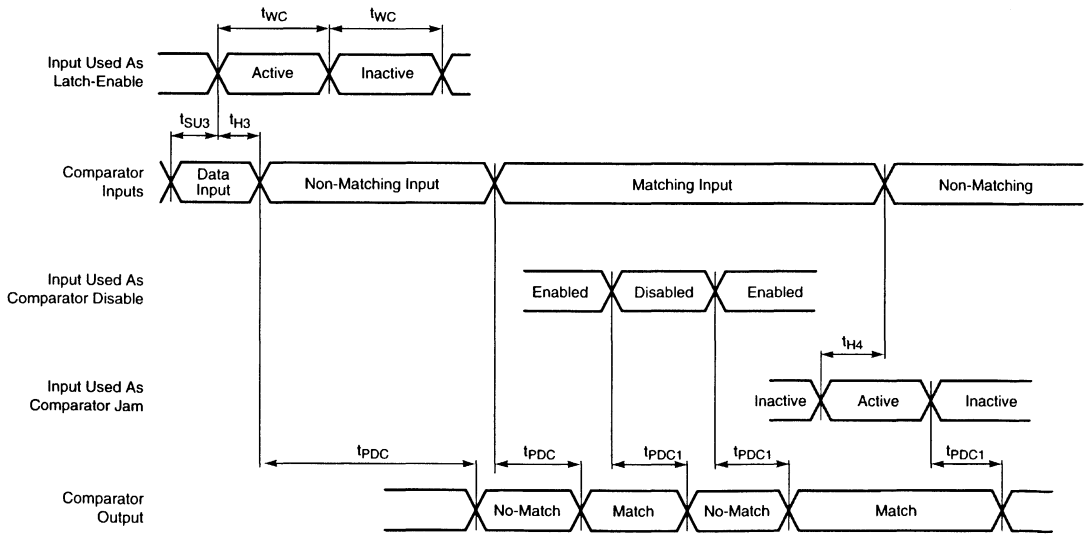 tWC tWC
Input Used As
Latch-Enable
Active Inactive
tSU3 tH3
Comparator
Inputs
Data
Input
Non-Matching Input Matching Input Non-Matching
Input Used As
Comparator Disable
Enabled Disabled Enabled
tH4
Input Used As
Comparator Jam
Inactive Active Inactive
tPDC tPDC tPDC1 tPDC1 tPDC1
Comparator
Output
No-Match Match No-Match Match